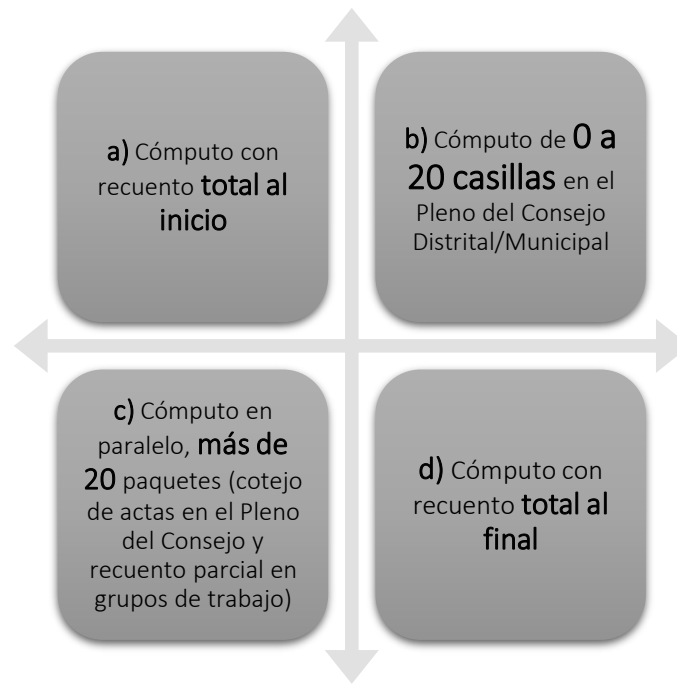 a) Cómputo con
recuento total al
inicio
b) Cómputo de 0 a
20 casillas en el
Pleno del Consejo
Distrital/Municipal
c) Cómputo en
paralelo, más de
20 paquetes (cotejo
de actas en el Pleno
del Consejo y
recuento parcial en
grupos de trabajo)
d) Cómputo con
recuento total al
final